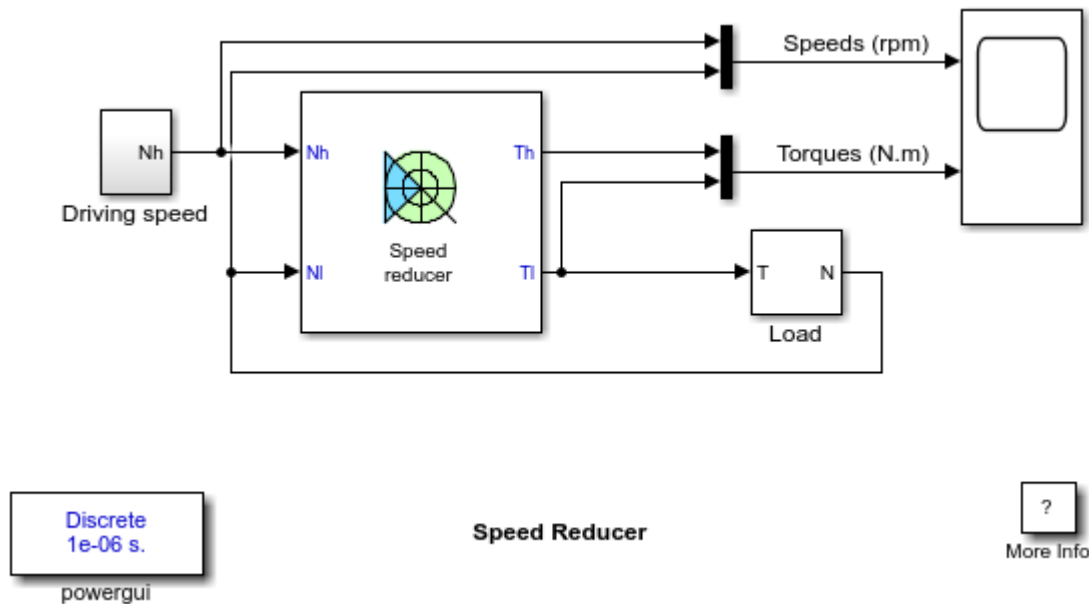 Speeds (rpm)
Nh
Driving speed
Nh
Th
Torques (N.m)
Speed
reducer
Nl
Tl
T
N
Load
Discrete
1e-06 s.
powergui
Speed Reducer
?
More Info